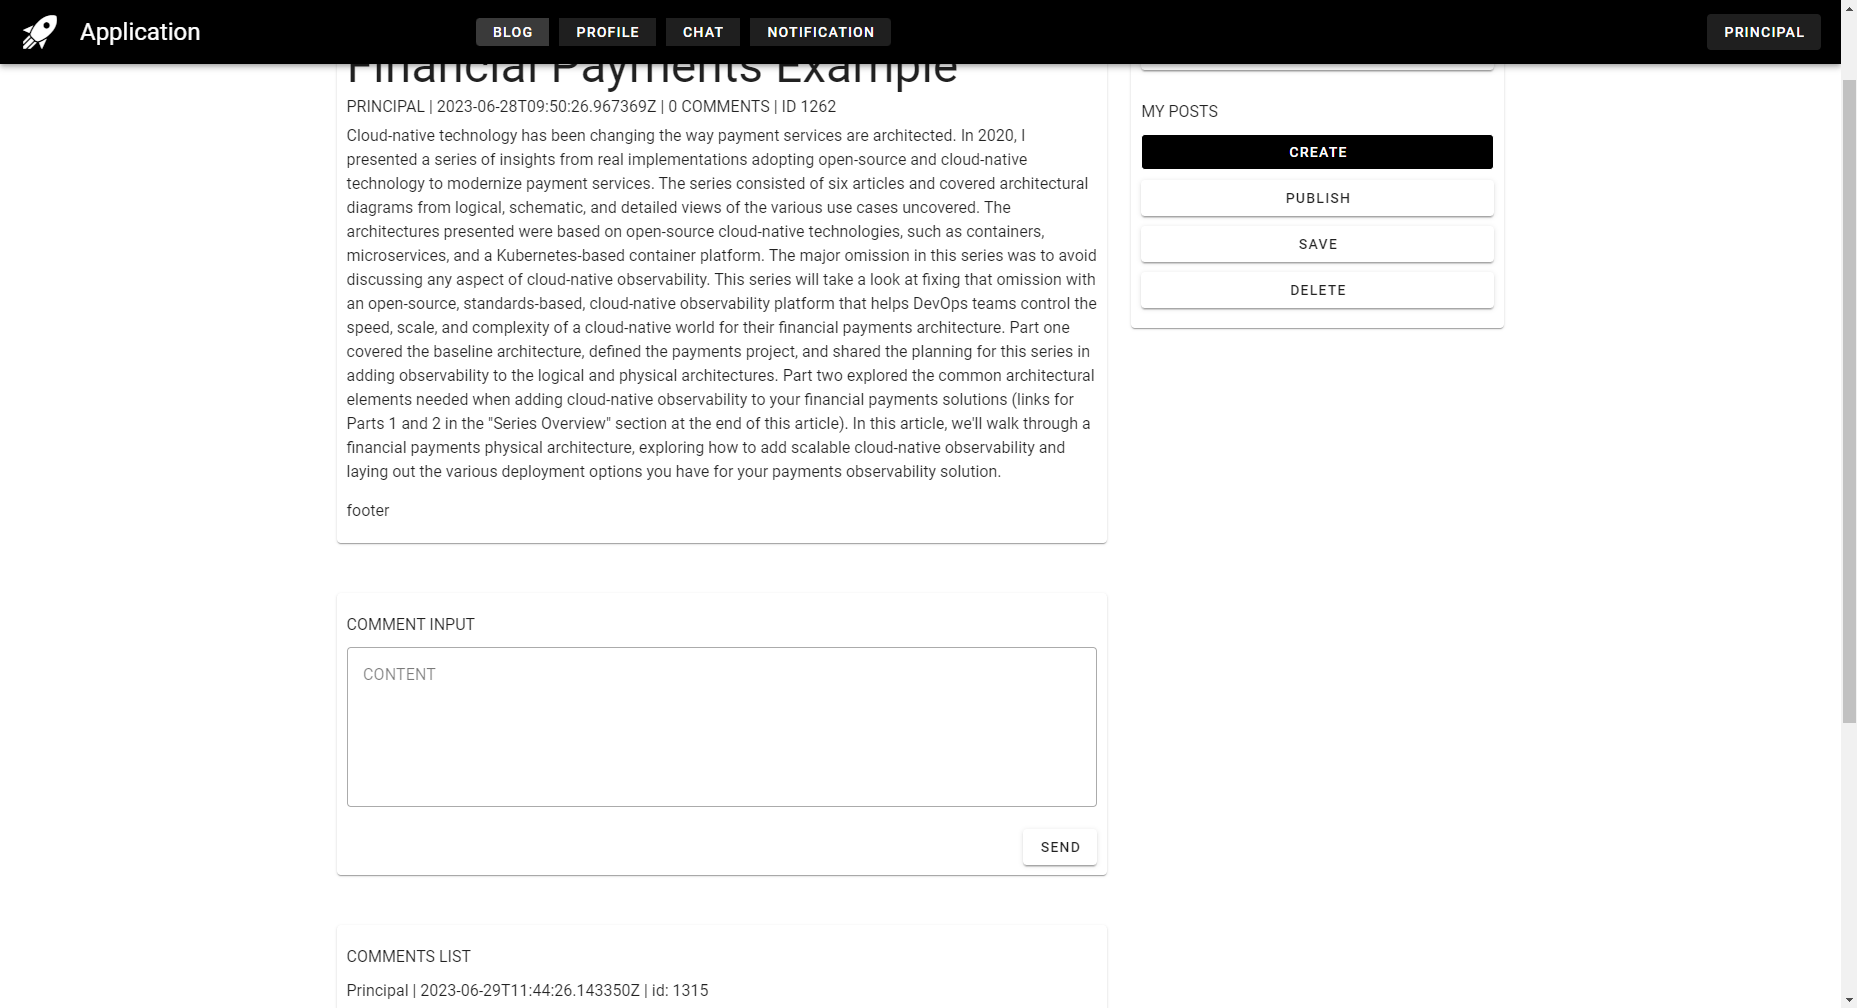 Application
BLOG
PROFILE
CHAT
NOTIFICATION
PRINCIPAL
Financial Payments Example
PRINCIPAL | 2023-06-28T09:50:26.967369Z | 0 COMMENTS | ID 1262
Cloud-native technology has been changing the way payment services are architected. In 2020, I
presented a series of insights from real implementations adopting open-source and cloud-native
technology to modernize payment services. The series consisted of six articles and covered architectural
diagrams from logical, schematic, and detailed views of the various use cases uncovered. The
architectures presented were based on open-source cloud-native technologies, such as containers,
microservices, and a Kubernetes-based container platform. The major omission in this series was to avoid
discussing any aspect of cloud-native observability. This series will take a look at fixing that omission with
an open-source, standards-based, cloud-native observability platform that helps DevOps teams control the
speed, scale, and complexity of a cloud-native world for their financial payments architecture. Part one
covered the baseline architecture, defined the payments project, and shared the planning for this series in
adding observability to the logical and physical architectures. Part two explored the common architectural
elements needed when adding cloud-native observability to your financial payments solutions (links for
Parts 1 and 2 in the "Series Overview" section at the end of this article). In this article, we'll walk through a
financial payments physical architecture, exploring how to add scalable cloud-native observability and
laying out the various deployment options you have for your payments observability solution.
footer
COMMENT INPUT
CONTENT
SEND
COMMENTS LIST
Principal | 2023-06-29T11:44:26.143350Z | id: 1315
MY POSTS
CREATE
PUBLISH
SAVE
DELETE